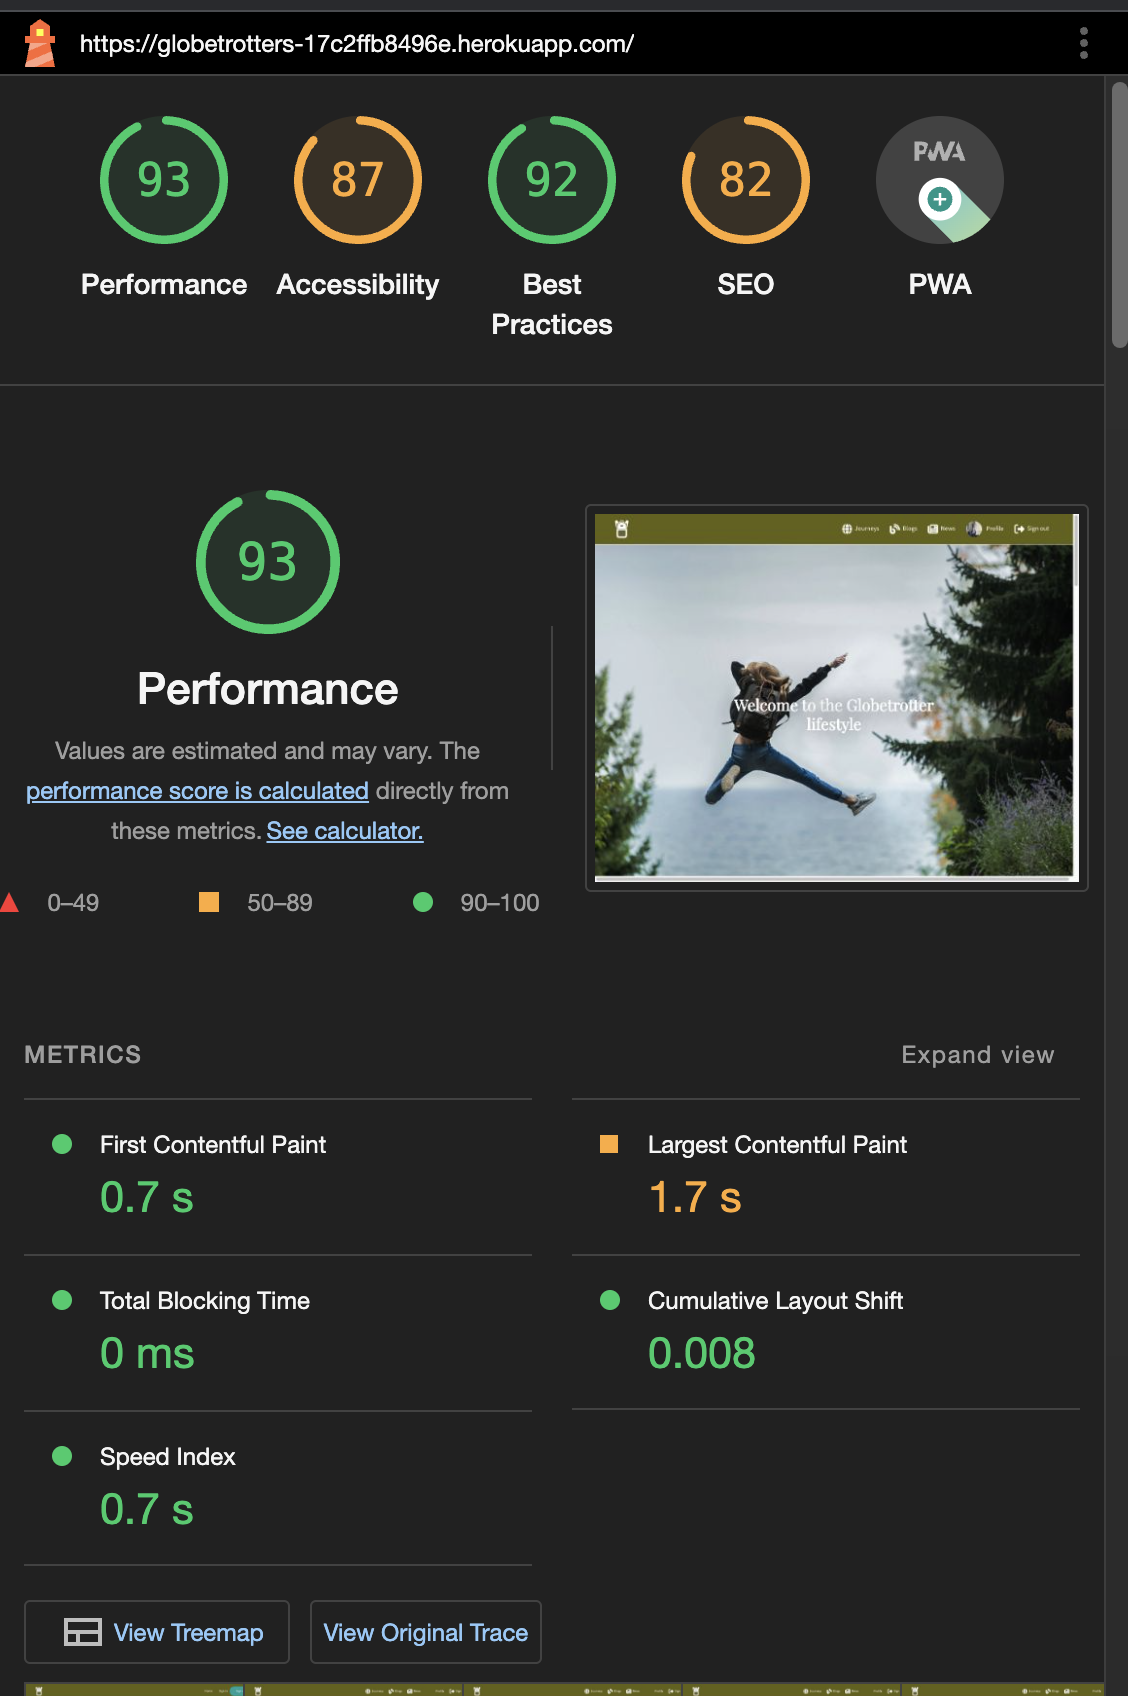 https://globetrotters-17c2ffb8496e.herokuapp.com/
93
87
92
82
PWA
Performance
Accessibility
Best
Practices
SEO
PWA
93
Performance
Values are estimated and may vary. The
performance score is calculated directly from
these metrics. See calculator.
0–49
50–89
90–100
Journeys
Blogs
News
Profile
Sign out
Welcome to the Globetrotter
lifestyle
METRICS
Expand view
First Contentful Paint
0.7 s
Largest Contentful Paint
1.7 s
Total Blocking Time
0 ms
Cumulative Layout Shift
0.008
Speed Index
0.7 s
View Treemap
View Original Trace